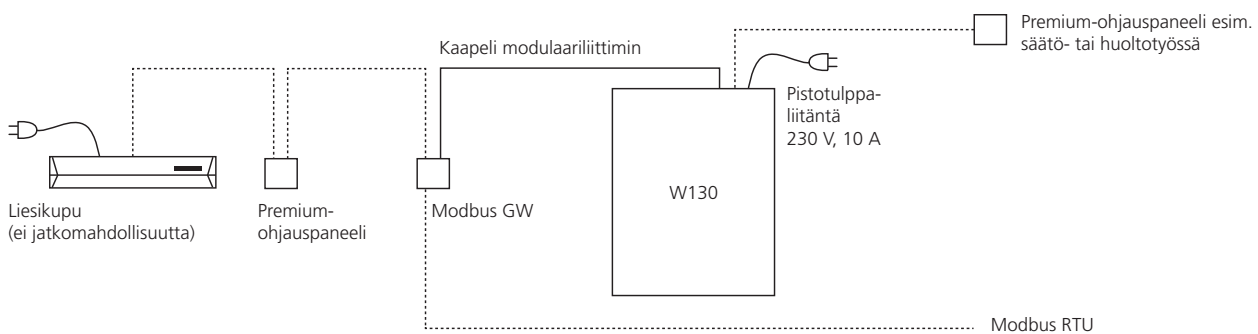 Premium-ohjauspaneeli esim.
säätö- tai huoltotyössä
Kaapeli modulaariliittimin
Pistotulppa-
liitäntä
230 V, 10 A
W130
Liesikupu
(ei jatkomahdollisuutta)
Premium-
ohjauspaneeli
Modbus GW
Modbus RTU